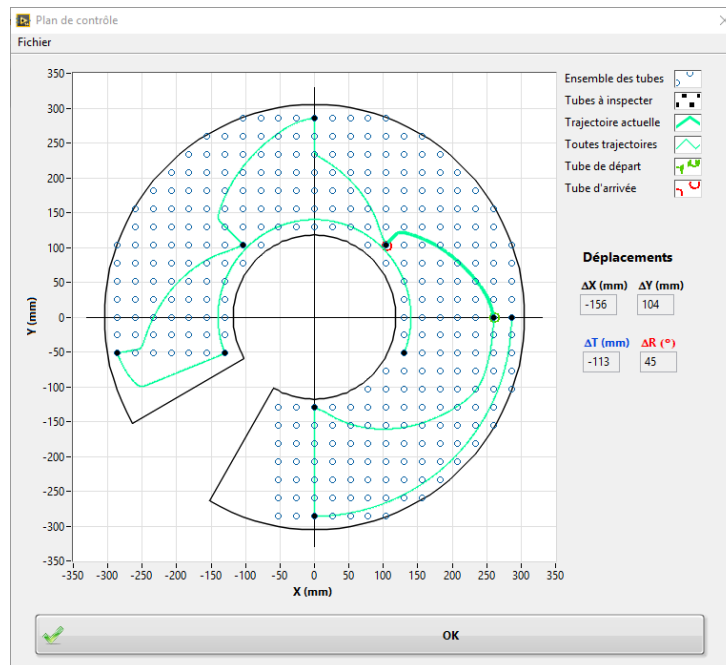 Plan de contrôle
Fichier
Ensemble des tubes
Tubes à inspecter
Trajectoire actuelle
Toutes trajectoires
Tube de départ
Tube d'arrivée
Déplacements
ΔX (mm) ΔY (mm)
-156 104
ΔT (mm) ΔR (°)
-113 45
Y (mm)
350
300
250
200
150
100
50
0
-50
-100
-150
-200
-250
-300
-350
-350 -300 -250 -200 -150 -100 -50 0 50 100 150 200 250 300 350
X (mm)
OK